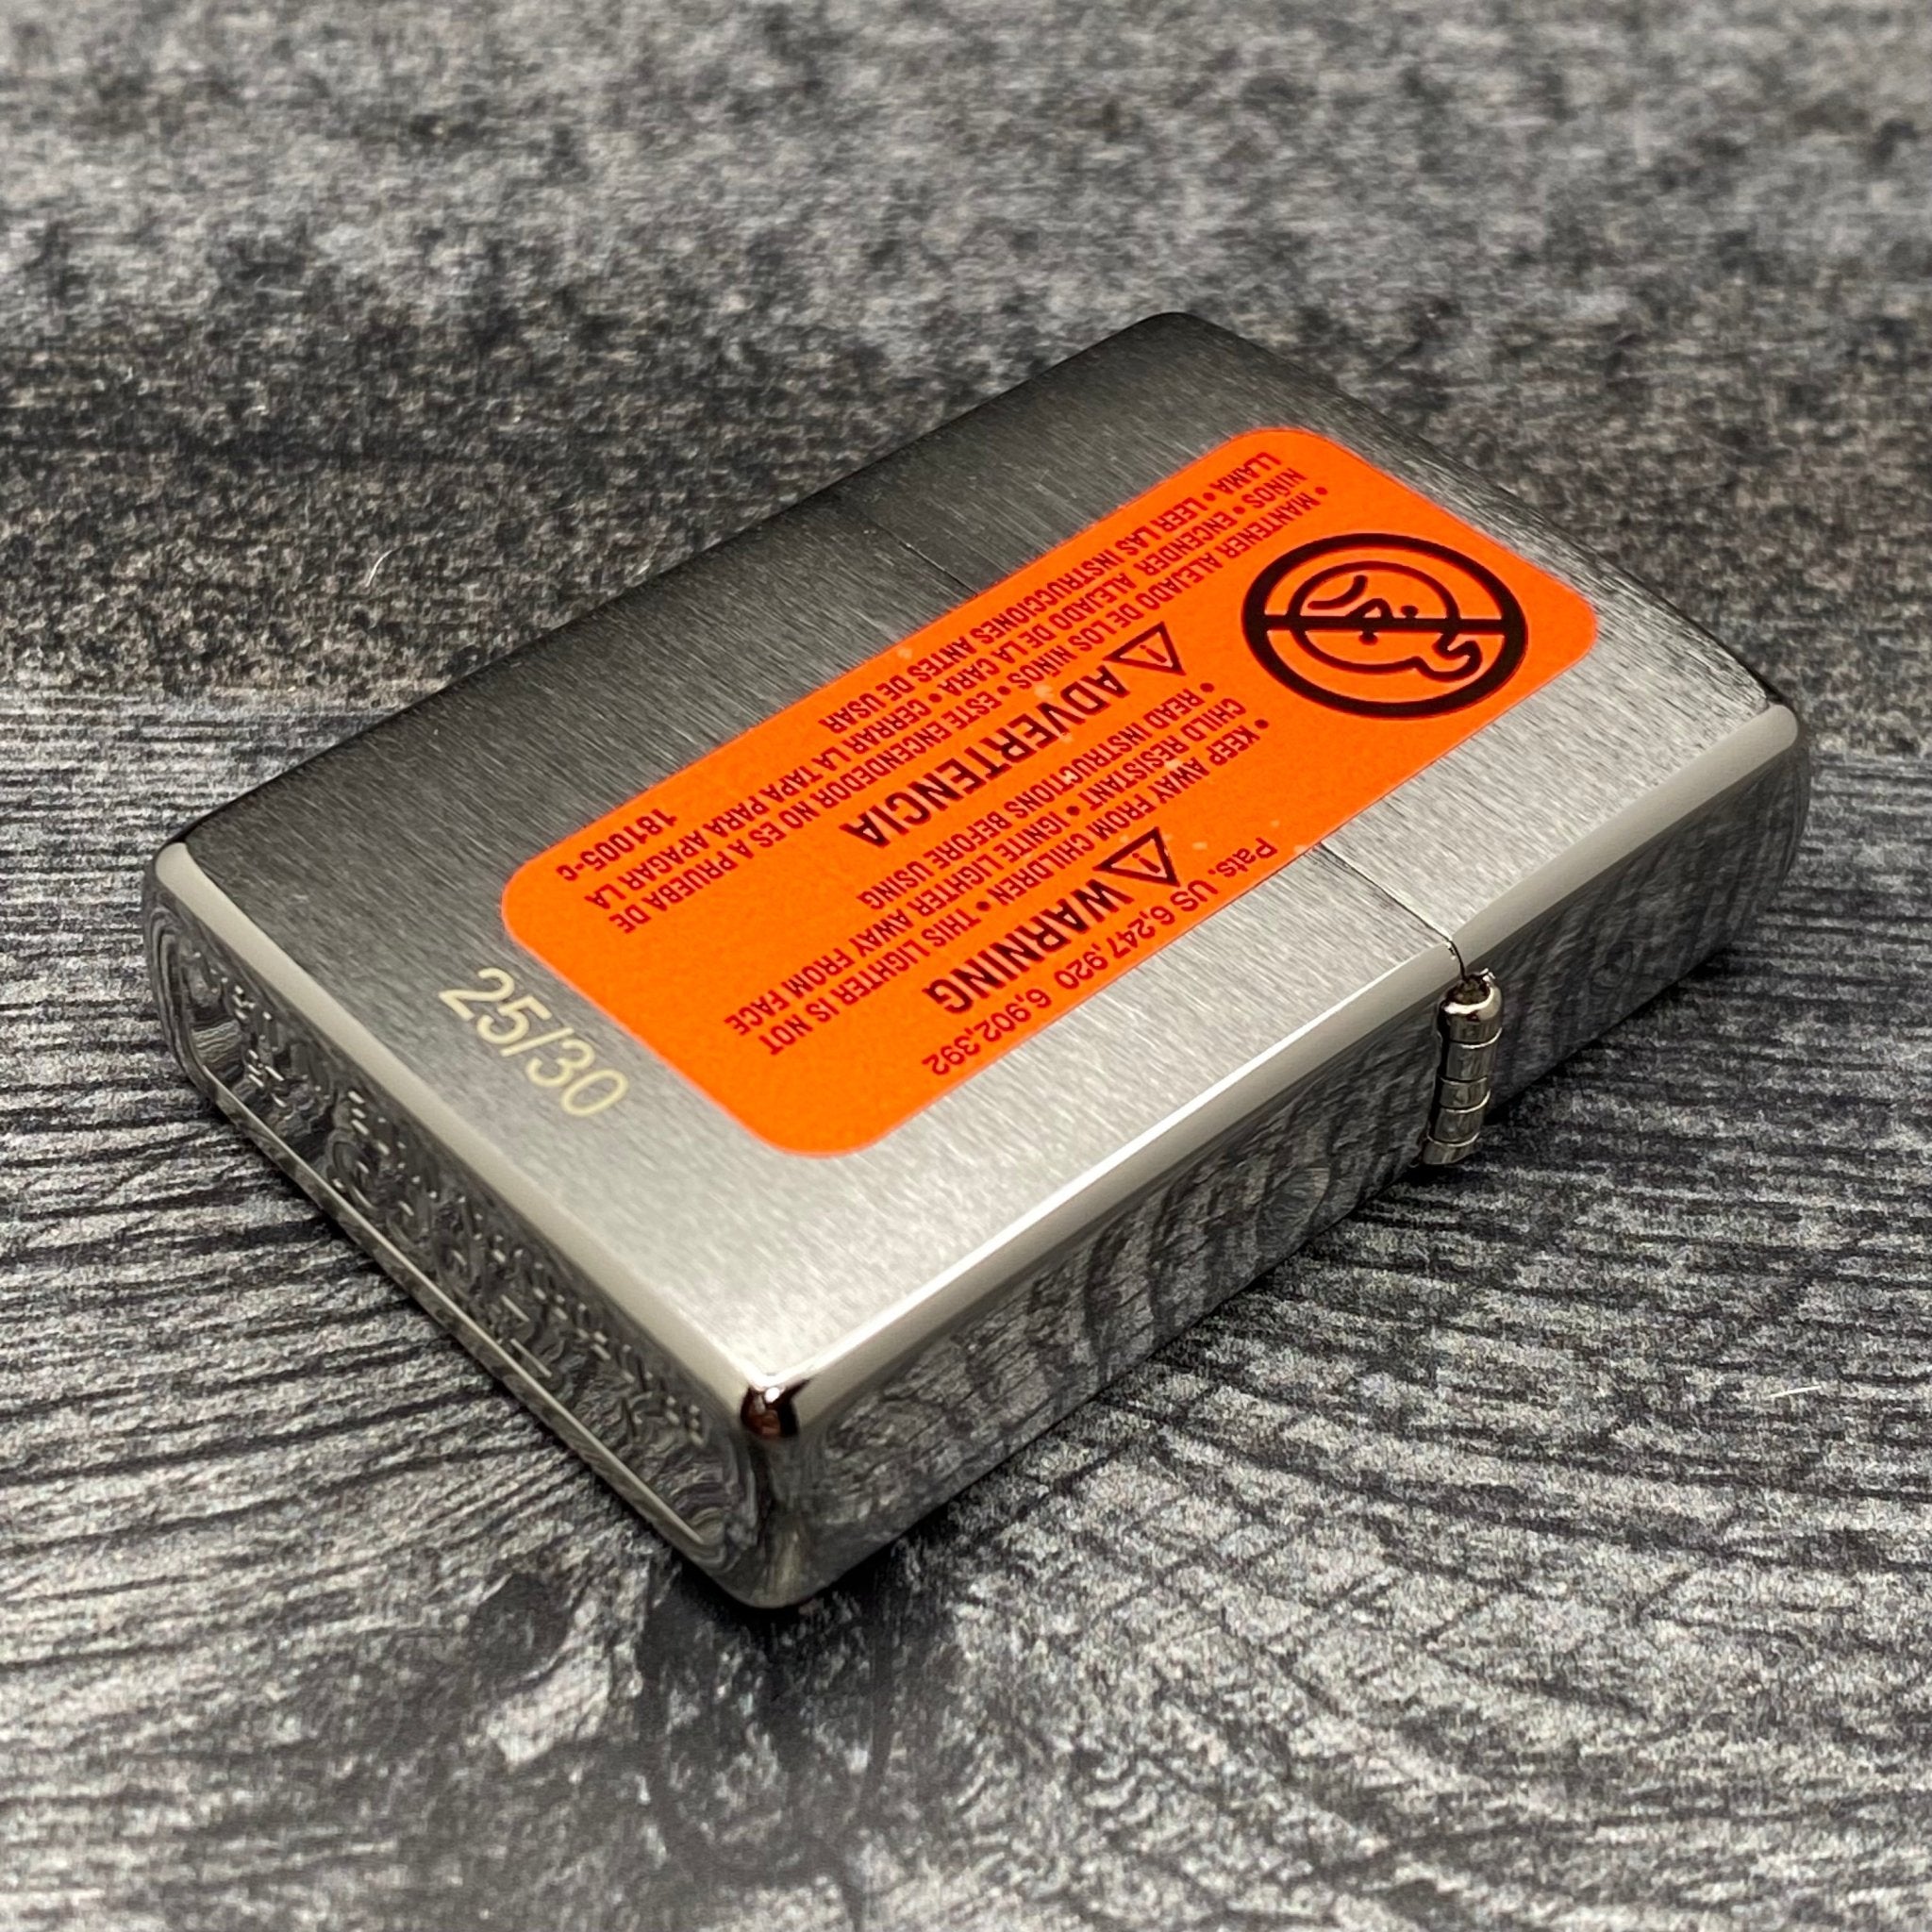 Pats. US 6,247,920 6,902,392
⚠ WARNING
• KEEP AWAY FROM CHILDREN • THIS LIGHTER IS NOT
CHILD RESISTANT • IGNITE LIGHTER AWAY FROM FACE
• READ INSTRUCTIONS BEFORE USING
⚠ ADVERTENCIA
• MANTENER ALEJADO DE LOS NIÑOS • ESTE ENCENDEDOR NO ES A PRUEBA DE
NIÑOS • ENCENDER ALEJADO DE LA CARA • CERRAR LA TAPA PARA APAGAR LA
LLAMA • LEER LAS INSTRUCCIONES ANTES DE USAR
181005-c
25/30